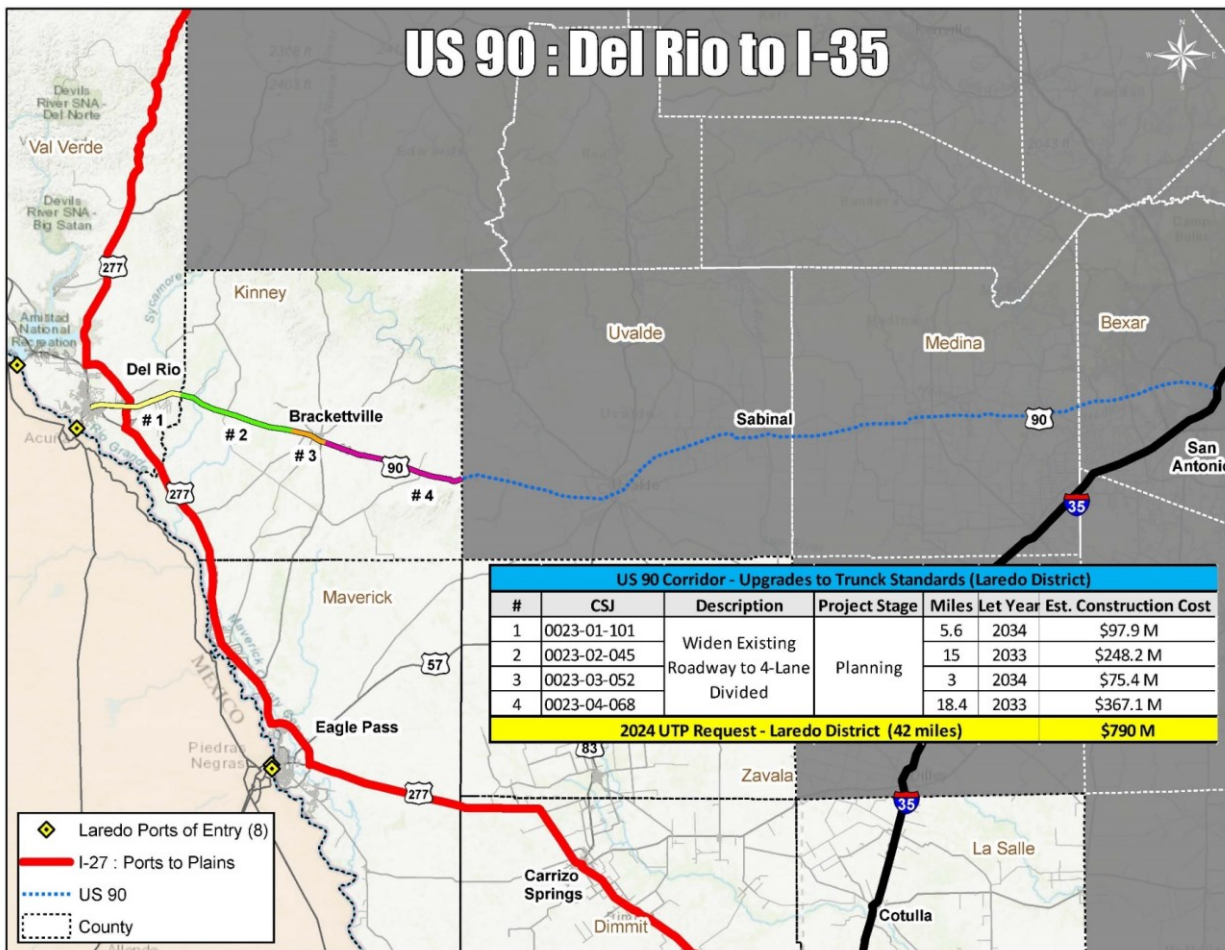 US 90 : Del Rio to I-35
N
W
E
S
Devils
River SNA -
Del Norte
Val Verde
Devils
River SNA -
Big Satan
277
Sycamore
Kinney
Uvalde
Medina
Bexar
Amistad
National
Recreation
Del Rio
# 1
Acuna
Rio Grande
# 2
Brackettville
# 3
90
# 4
277
Sabinal
90
San
Antonio
35
Maverick
57
MEXICO
Maverick County
Eagle Pass
Piedras
Negras
277
83
Zavala
35
La Salle
Carrizo
Springs
Dimmit
Cotulla
US 90 Corridor - Upgrades to Trunck Standards (Laredo District)
# CSJ Description Project Stage Miles Let Year Est. Construction Cost
1 0023-01-101 Widen Existing Roadway to 4-Lane Divided Planning 5.6 2034 $97.9 M
2 0023-02-045 15 2033 $248.2 M
3 0023-03-052 3 2034 $75.4 M
4 0023-04-068 18.4 2033 $367.1 M
2024 UTP Request - Laredo District (42 miles) $790 M
Laredo Ports of Entry (8)
I-27 : Ports to Plains
US 90
County